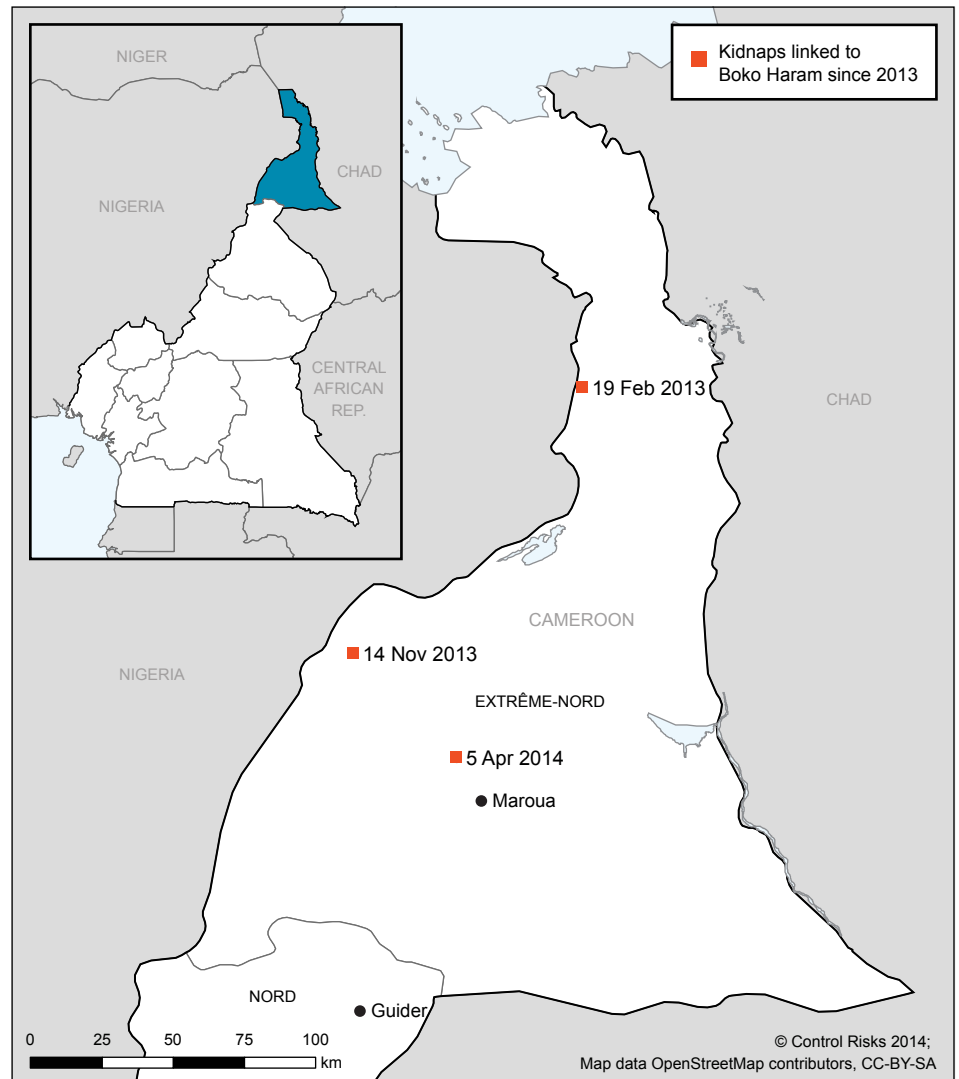 NIGER
CHAD
NIGERIA
CENTRAL
AFRICAN
REP.
Kidnaps linked to
Boko Haram since 2013
19 Feb 2013
CHAD
CAMEROON
14 Nov 2013
NIGERIA
EXTRÊME-NORD
5 Apr 2014
Maroua
NORD
Guider
0 25 50 75 100
km
© Control Risks 2014;
Map data OpenStreetMap contributors, CC-BY-SA